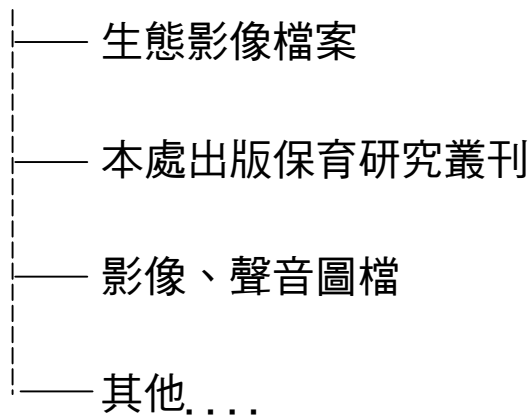 生態影像檔案
本處出版保育研究叢刊
影像、聲音圖檔
其他....